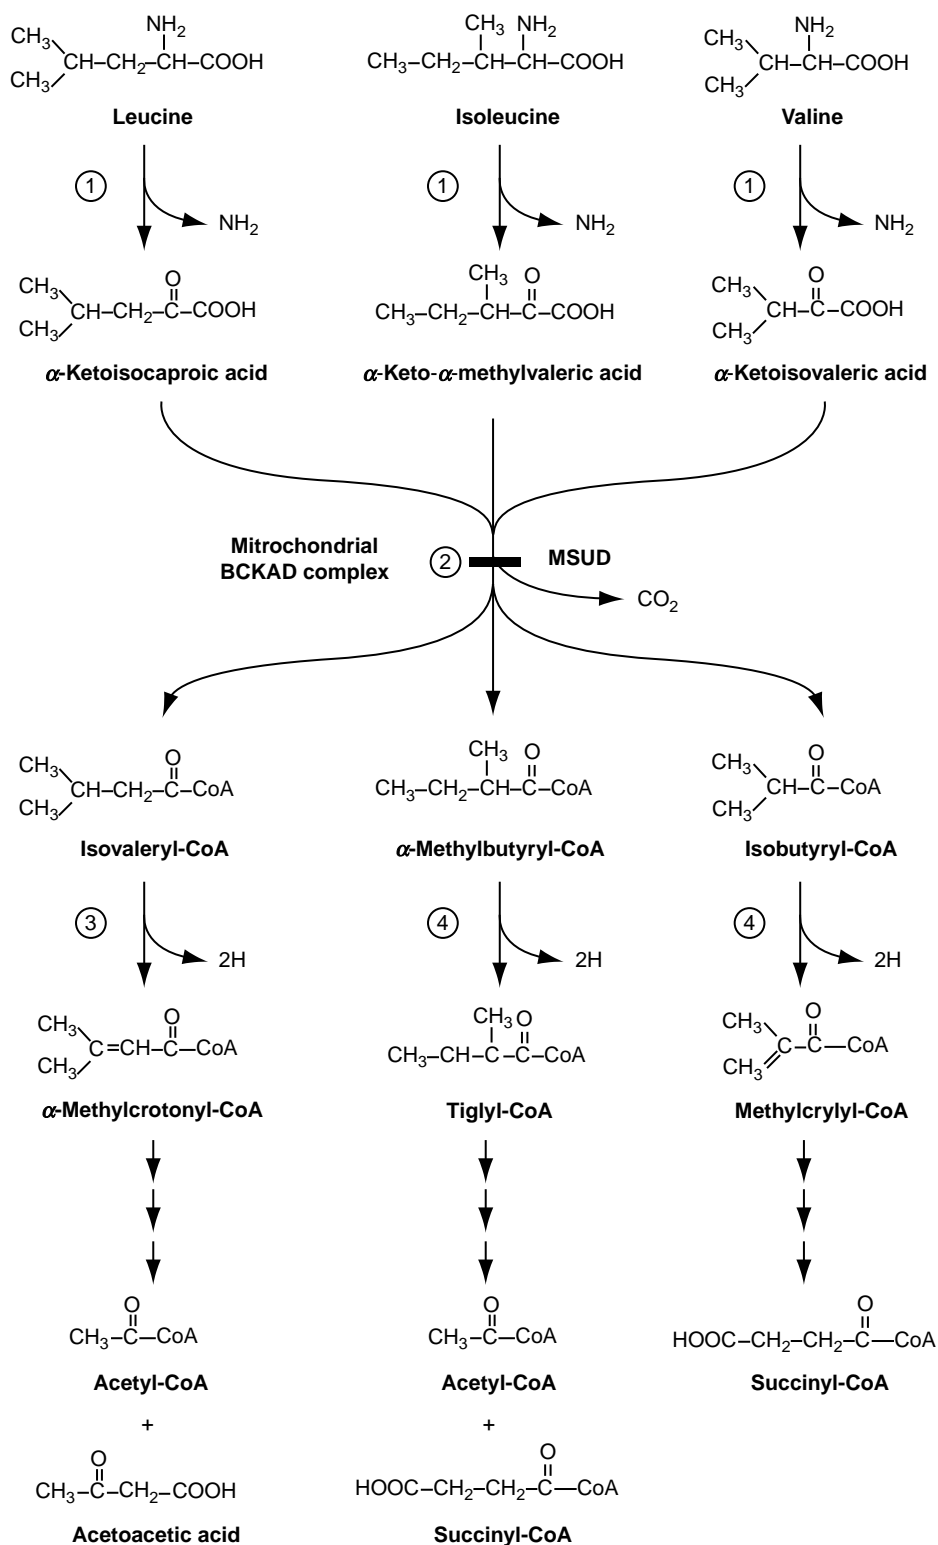 CH₃ CH₃ CH–CH₂–CH–COOH NH₂
CH₃–CH₂–CH–CH–COOH CH₃ NH₂
CH₃ CH₃ CH–CH–COOH NH₂
Leucine Isoleucine Valine
1 NH₂ 1 NH₂ 1 NH₂
CH₃ CH₃ CH–CH₂–C–COOH O
CH₃–CH₂–CH–C–COOH CH₃ O
CH₃ CH₃ CH–C–COOH O
α-Ketoisocaproic acid α-Keto-α-methylvaleric acid α-Ketoisovaleric acid
Mitrochondrial
BCKAD complex
2 MSUD
CO₂
CH₃ CH₃ CH–CH₂–C–CoA O
CH₃–CH₂–CH–C–CoA CH₃ O
CH₃ CH₃ CH–C–CoA O
Isovaleryl-CoA α-Methylbutyryl-CoA Isobutyryl-CoA
3 2H 4 2H 4 2H
CH₃ CH₃ C=CH–C–CoA O
CH₃–CH–C–C–CoA CH₃ O
CH₃ CH₃ C–C–CoA O
α-Methylcrotonyl-CoA Tiglyl-CoA Methylcrylyl-CoA
CH₃–C–CoA O
CH₃–C–CoA O
HOOC–CH₂–CH₂–C–CoA O
Acetyl-CoA Acetyl-CoA Succinyl-CoA
+ +
CH₃–C–CH₂–COOH O
HOOC–CH₂–CH₂–C–CoA O
Acetoacetic acid Succinyl-CoA